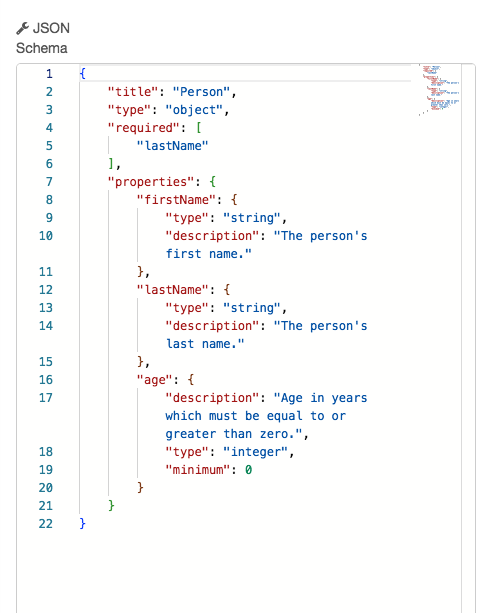 JSON
Schema
1 {
2 "title": "Person",
3 "type": "object",
4 "required": [
5 "lastName"
6 ],
7 "properties": {
8 "firstName": {
9 "type": "string",
10 "description": "The person's
first name."
11 },
12 "lastName": {
13 "type": "string",
14 "description": "The person's
last name."
15 },
16 "age": {
17 "description": "Age in years
which must be equal to or
greater than zero.",
18 "type": "integer",
19 "minimum": 0
20 }
21 }
22 }